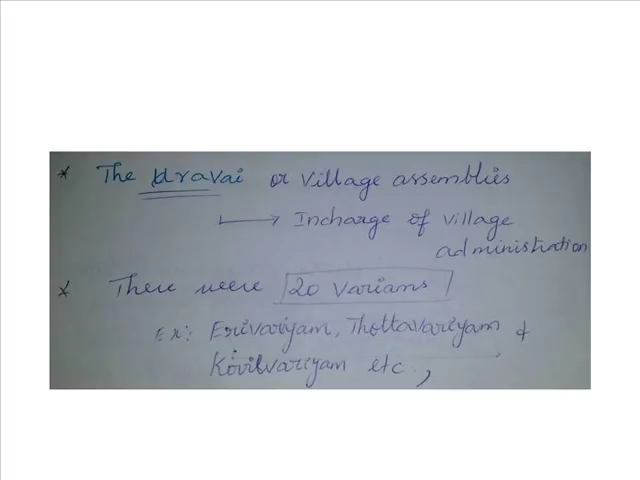 * The Uravai or village assemblies
→ Incharge of village
administration
* There were 20 Variams
Ex: Erivariyam, Thottavariyam &
Kovilvariyam etc.,